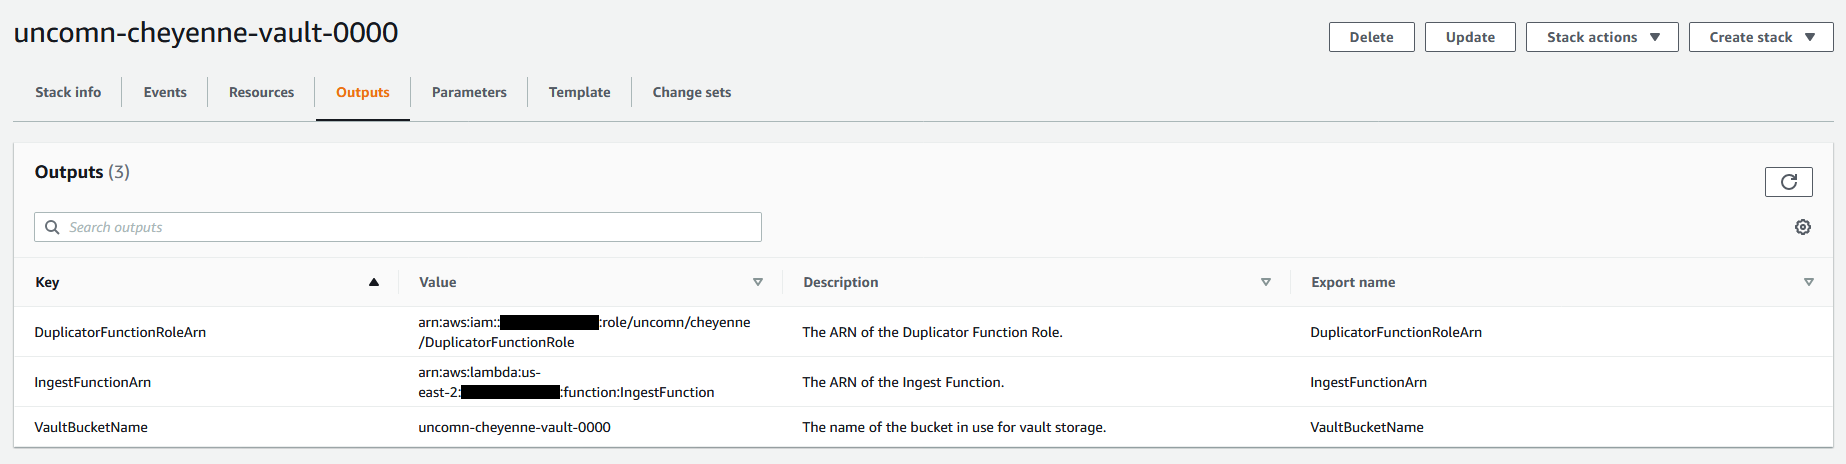 uncomn-cheyenne-vault-0000
Delete
Update
Stack actions
Create stack
Stack info
Events
Resources
Outputs
Parameters
Template
Change sets
Outputs (3)
Search outputs
Key
Value
Description
Export name
DuplicatorFunctionRoleArn
arn:aws:iam:: :role/uncomn/cheyenne
/DuplicatorFunctionRole
The ARN of the Duplicator Function Role.
DuplicatorFunctionRoleArn
IngestFunctionArn
arn:aws:lambda:us-
east-2: :function:IngestFunction
The ARN of the Ingest Function.
IngestFunctionArn
VaultBucketName
uncomn-cheyenne-vault-0000
The name of the bucket in use for vault storage.
VaultBucketName